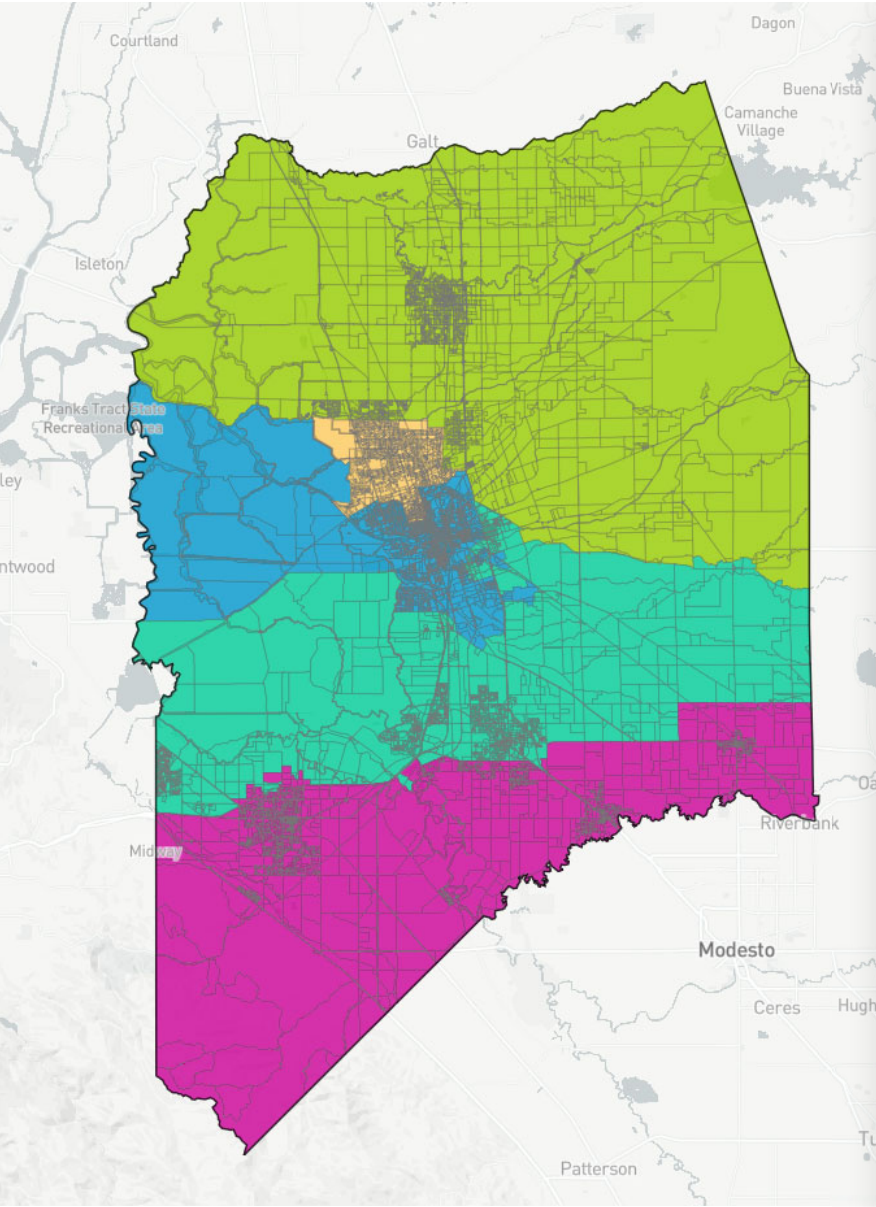 Courtland
Dagon
Buena Vista
Camanche
Village
Galt
Isleton
Franks Tract State
Recreational Area
ley
ntwood
Midway
Riverbank
Oa
Modesto
Ceres
Hugh
Patterson
Tu